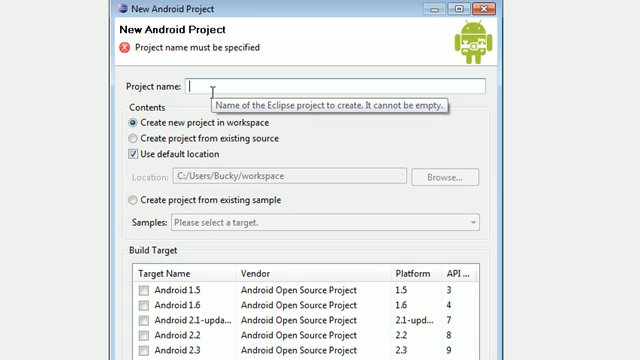 New Android Project
New Android Project
Project name must be specified
Project name:
Name of the Eclipse project to create. It cannot be empty.
Contents
Create new project in workspace
Create project from existing source
Use default location
Location: C:/Users/Bucky/workspace Browse...
Create project from existing sample
Samples: Please select a target.
Build Target
Target Name Vendor Platform API ...
Android 1.5 Android Open Source Project 1.5 3
Android 1.6 Android Open Source Project 1.6 4
Android 2.1-upda... Android Open Source Project 2.1-upda... 7
Android 2.2 Android Open Source Project 2.2 8
Android 2.3 Android Open Source Project 2.3 9